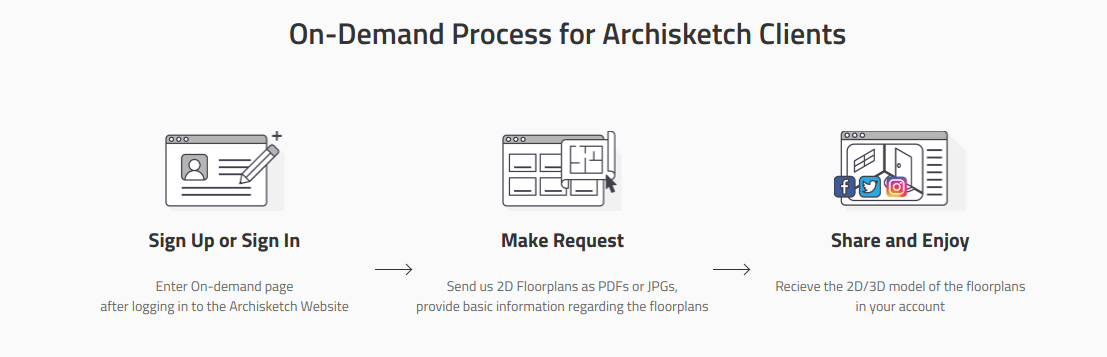 On-Demand Process for Archisketch Clients
Sign Up or Sign In
Enter On-demand page
after logging in to the Archisketch Website
Make Request
Send us 2D Floorplans as PDFs or JPGs,
provide basic information regarding the floorplans
Share and Enjoy
Recieve the 2D/3D model of the floorplans
in your account